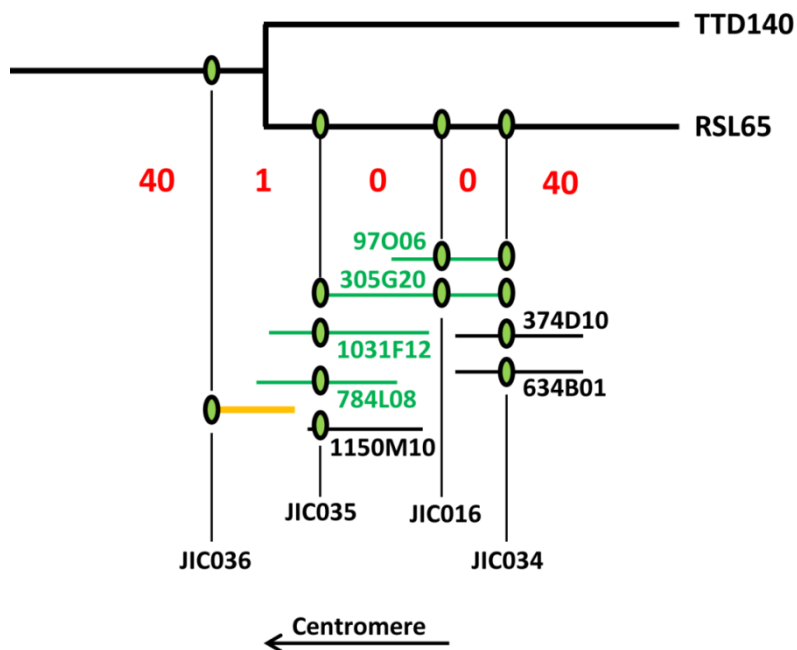 TTD140
RSL65
40 1 0 0 40
97O06
305G20
374D10
1031F12
634B01
784L08
1150M10
JIC035 JIC016
JIC036 JIC034
Centromere